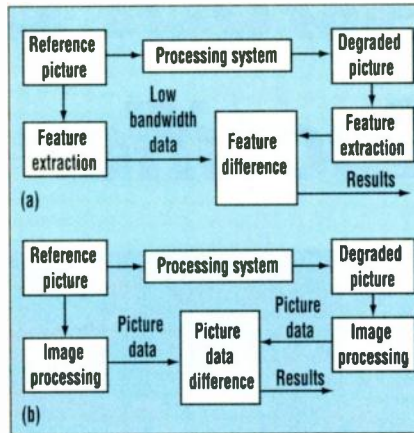 Reference
picture
Processing system
Degraded
picture
Low
bandwidth
data
Feature
extraction
Feature
difference
Feature
extraction
Results
(a)
Reference
picture
Processing system
Degraded
picture
Picture
data
Picture
data
Image
processing
Picture
data
difference
Image
processing
Results
(b)